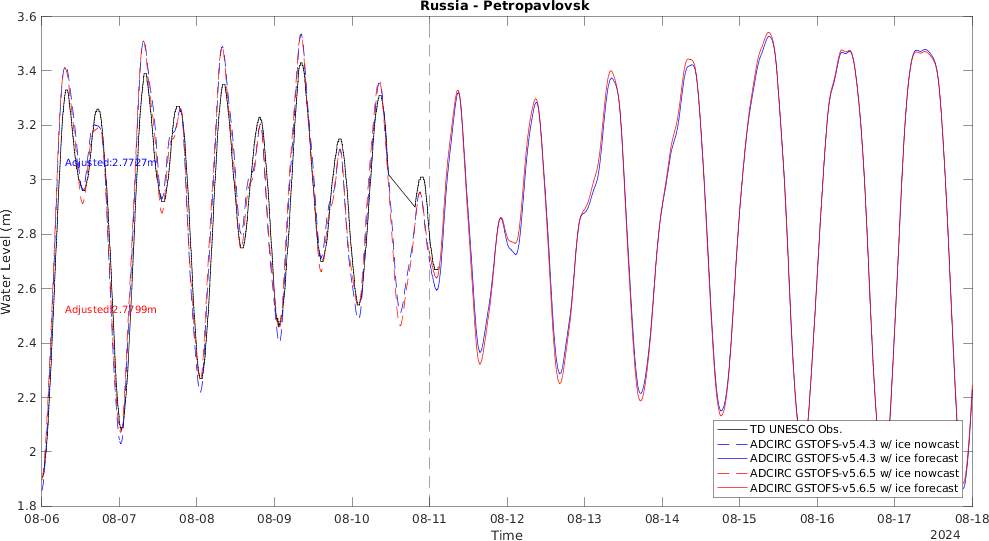 Russia - Petropavlovsk
3.6
3.4
3.2
3
2.8
2.6
2.4
2.2
2
1.8
Water Level (m)
Adjusted:2.7727m
Adjusted:2.7799m
TD UNESCO Obs.
ADCIRC GSTOFS-v5.4.3 w/ ice nowcast
ADCIRC GSTOFS-v5.4.3 w/ ice forecast
ADCIRC GSTOFS-v5.6.5 w/ ice nowcast
ADCIRC GSTOFS-v5.6.5 w/ ice forecast
08-06 08-07 08-08 08-09 08-10 08-11 08-12 08-13 08-14 08-15 08-16 08-17 08-18
Time
2024